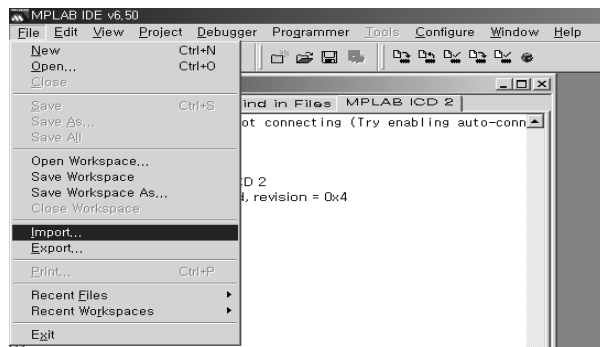 MPLAB IDE v6,50
File Edit View Project Debugger Programmer Tools Configure Window Help
New Ctrl+N
Open... Ctrl+O
Close
ind in Files MPLAB ICD 2
Save Ctrl+S
ot connecting (Try enabling auto-conn
Save As...
Save All
Open Workspace...
Save Workspace
CD 2
Save Workspace As...
d, revision = 0x4
Close Workspace
Import...
Export...
Print... Ctrl+P
Recent Files
Recent Workspaces
Exit